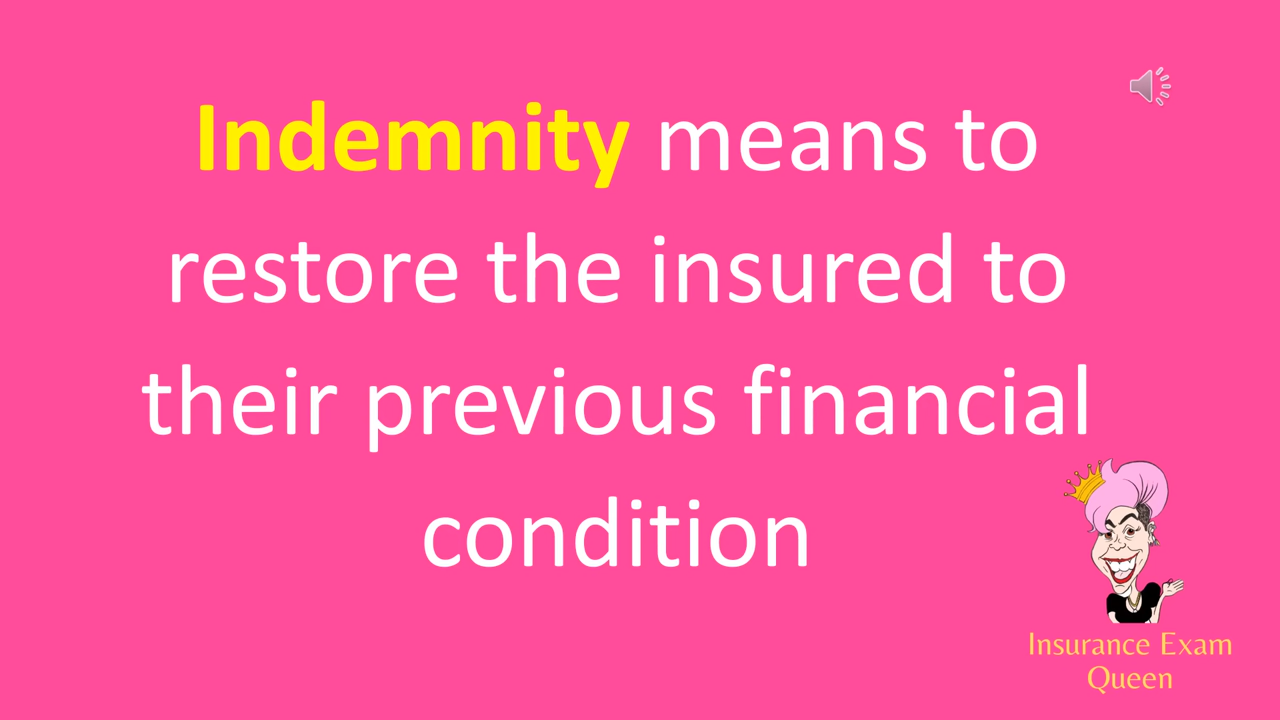 Indemnity means to
restore the insured to
their previous financial
condition
Insurance Exam
Queen